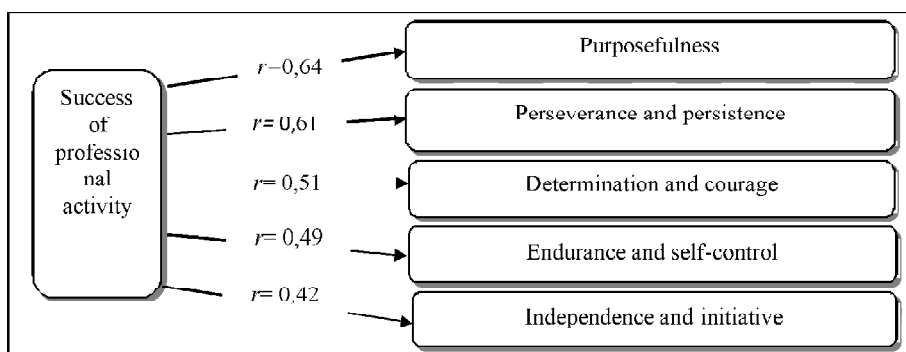 Purposefulness
r=0,64
Success
of
professio
nal
activity
Perseverance and persistence
r= 0,61
Determination and courage
r= 0,51
Endurance and self-control
r= 0,49
Independence and initiative
r= 0,42